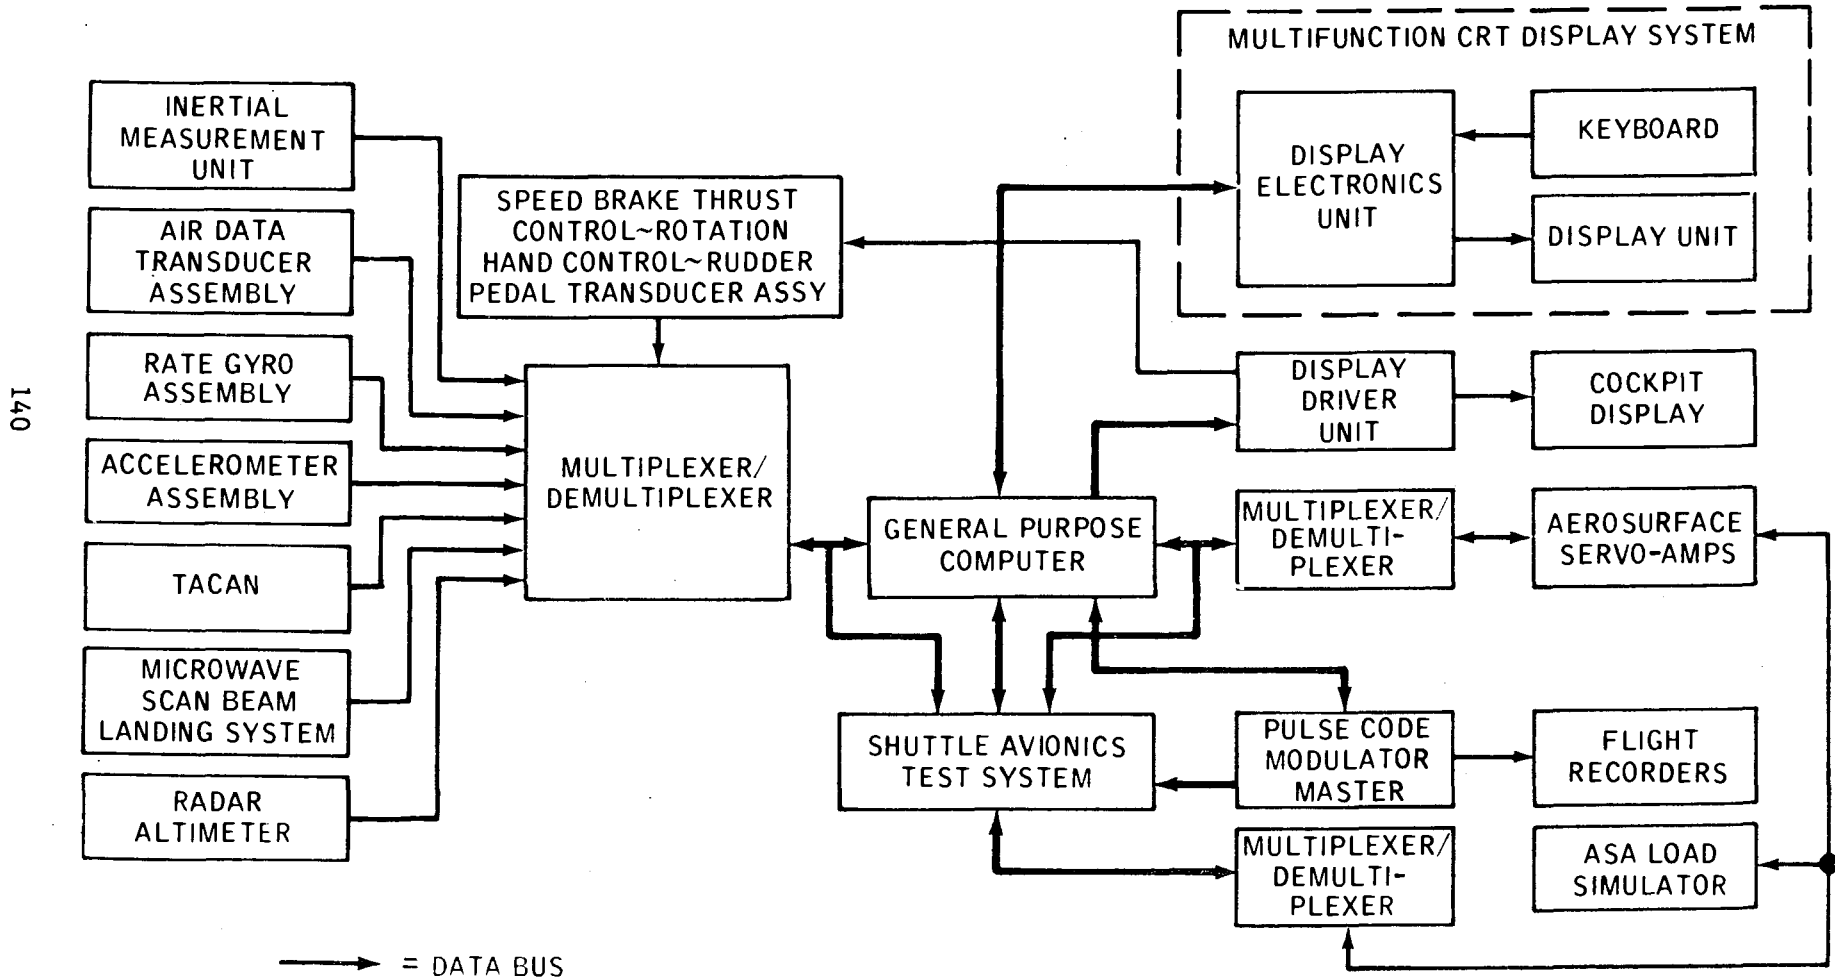 MULTIFUNCTION CRT DISPLAY SYSTEM
INERTIAL
MEASUREMENT
UNIT
AIR DATA
TRANSDUCER
ASSEMBLY
RATE GYRO
ASSEMBLY
ACCELEROMETER
ASSEMBLY
TACAN
MICROWAVE
SCAN BEAM
LANDING SYSTEM
RADAR
ALTIMETER
SPEED BRAKE THRUST
CONTROL~ROTATION
HAND CONTROL~RUDDER
PEDAL TRANSDUCER ASSY
MULTIPLEXER/
DEMULTIPLEXER
GENERAL PURPOSE
COMPUTER
SHUTTLE AVIONICS
TEST SYSTEM
DISPLAY
ELECTRONICS
UNIT
KEYBOARD
DISPLAY UNIT
DISPLAY
DRIVER
UNIT
COCKPIT
DISPLAY
MULTIPLEXER/
DEMULTI-
PLEXER
AEROSURFACE
SERVO-AMPS
PULSE CODE
MODULATOR
MASTER
FLIGHT
RECORDERS
MULTIPLEXER/
DEMULTI-
PLEXER
ASA LOAD
SIMULATOR
= DATA BUS
140